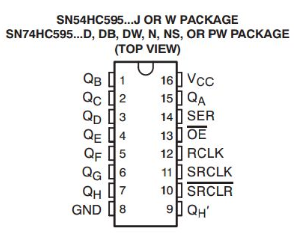 SN54HC595...J OR W PACKAGE
SN74HC595...D, DB, DW, N, NS, OR PW PACKAGE
(TOP VIEW)
QB 1 16 VCC
QC 2 15 QA
QD 3 14 SER
QE 4 13 OE
QF 5 12 RCLK
QG 6 11 SRCLK
QH 7 10 SRCLR
GND 8 9 QH′